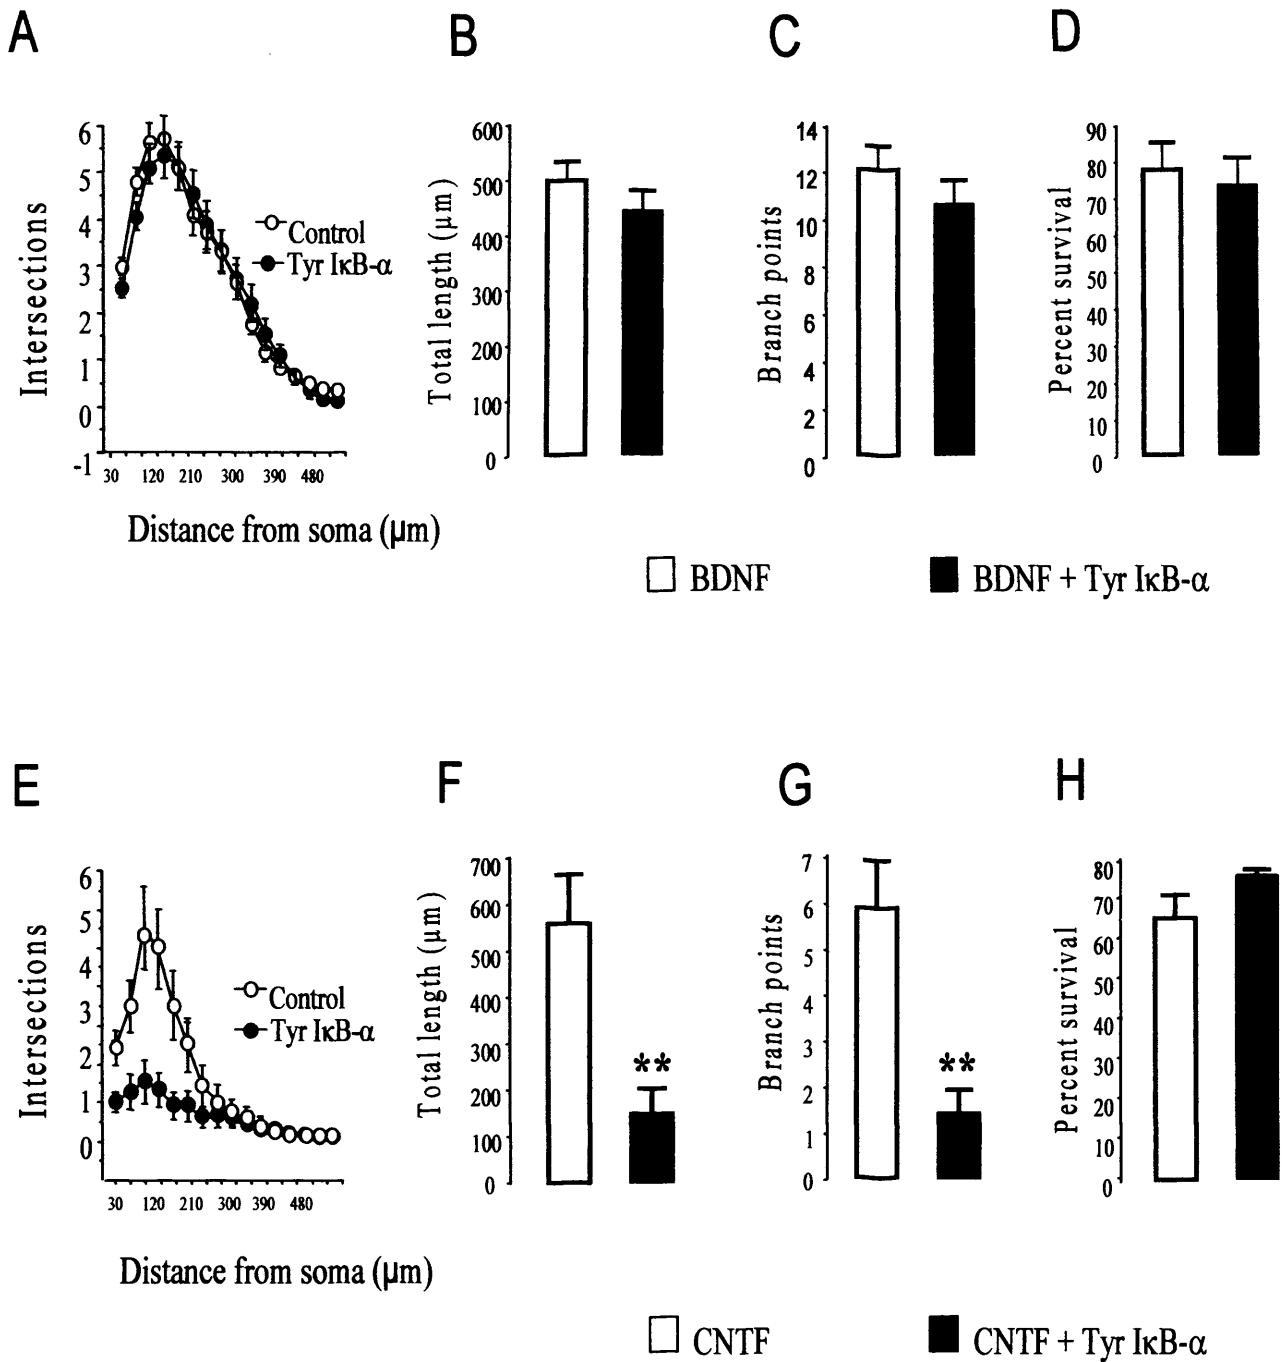 A
B
C
D
Intersections
6
5
4
3
2
1
0
-1
30 120 210 300 390 480
Distance from soma (μm)
Control
Tyr IκB-α
Total length (μm)
600
500
400
300
200
100
0
Branch points
14
12
10
8
6
4
2
0
Percent survival
90
80
70
60
50
40
30
20
10
0
BDNF
BDNF + Tyr IκB-α
E
F
G
H
Intersections
6
5
4
3
2
1
0
30 120 210 300 390 480
Distance from soma (μm)
Control
Tyr IκB-α
Total length (μm)
700
600
500
400
300
200
100
0
**
Branch points
7
6
5
4
3
2
1
0
**
Percent survival
80
70
60
50
40
30
20
10
0
CNTF
CNTF + Tyr IκB-α